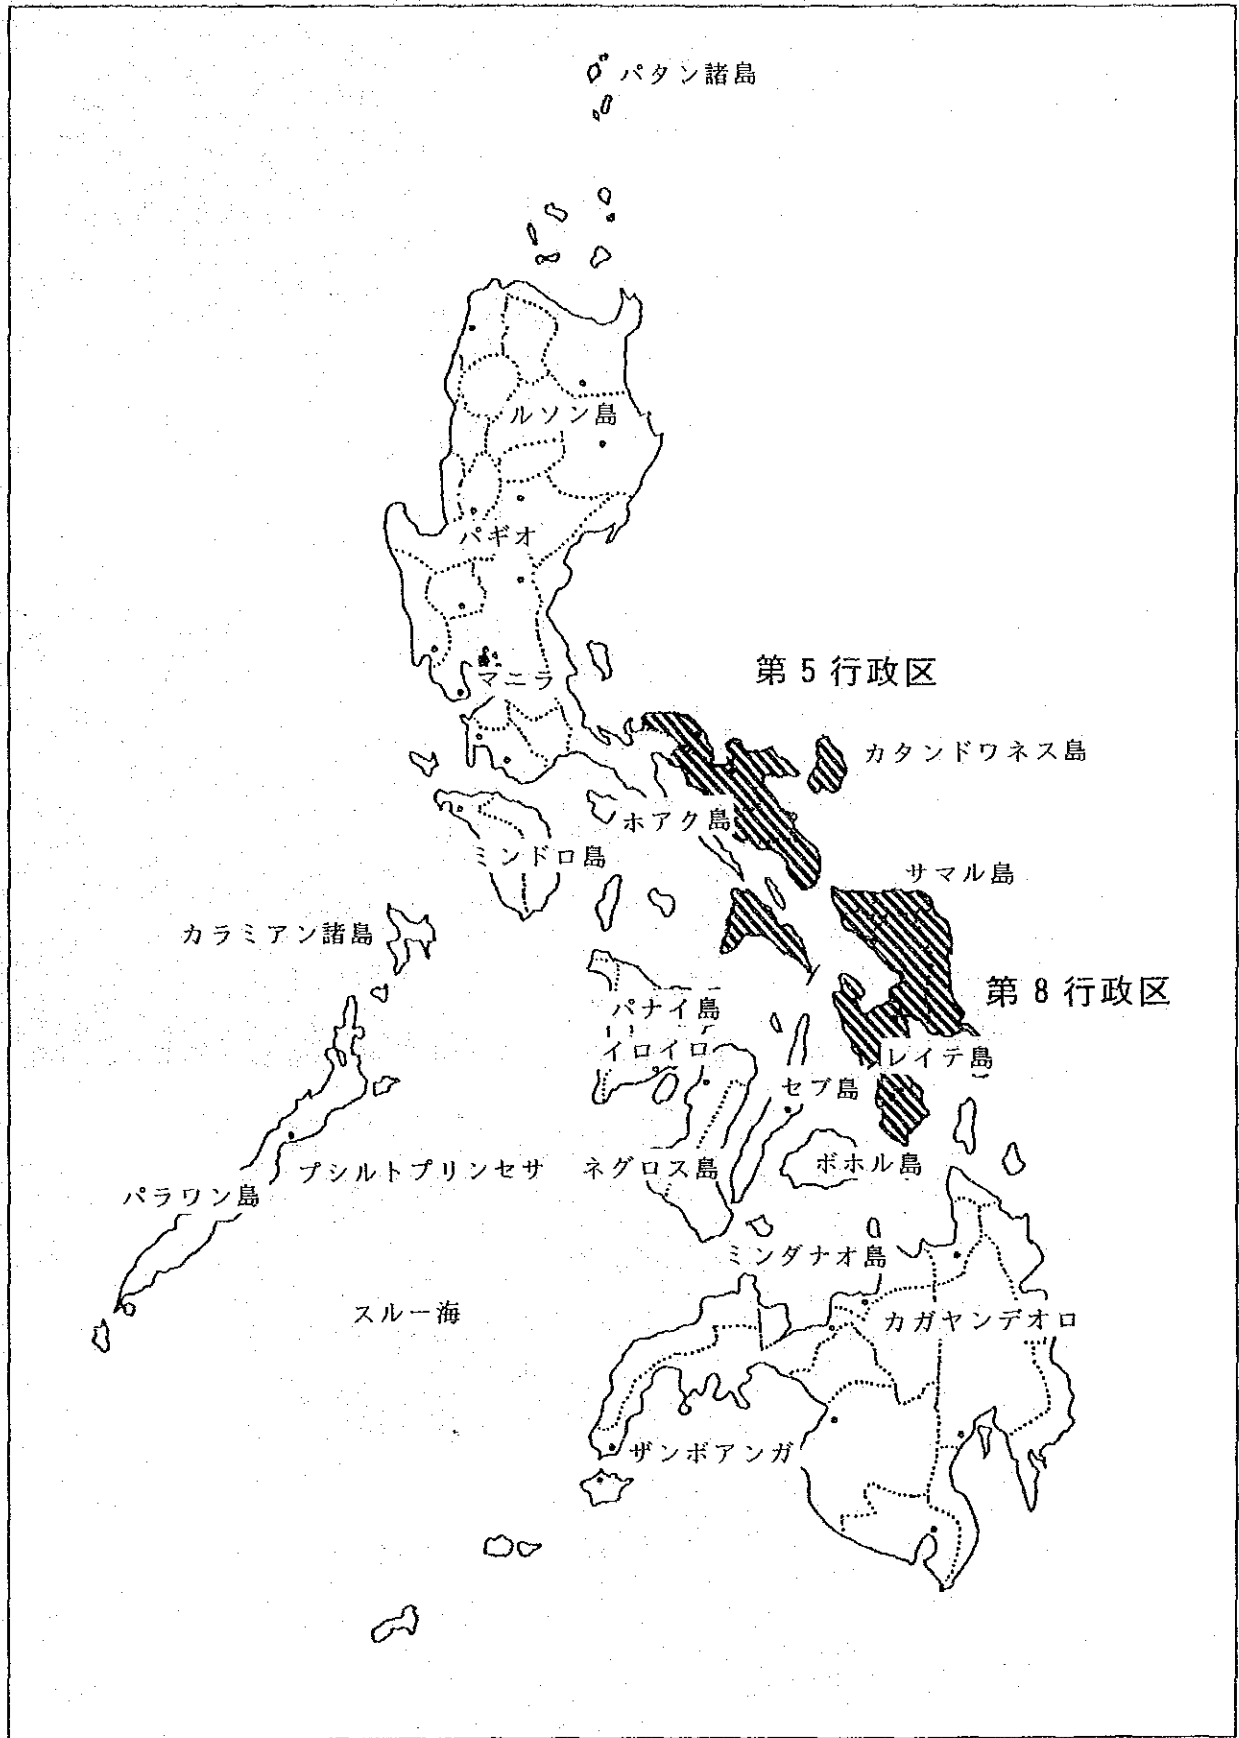 パタン諸島
ルソン島
パギオ
マニラ
第5行政区
カタンドワネス島
ホアク島
ミンドロ島
サマル島
カラミアン諸島
第8行政区
パナイ島
イロイロ
レイテ島
セブ島
プシルトプリンセサ
ネグロス島
ボホル島
パラワン島
ミンダナオ島
スルー海
カガヤンデオロ
ザンボアンガ